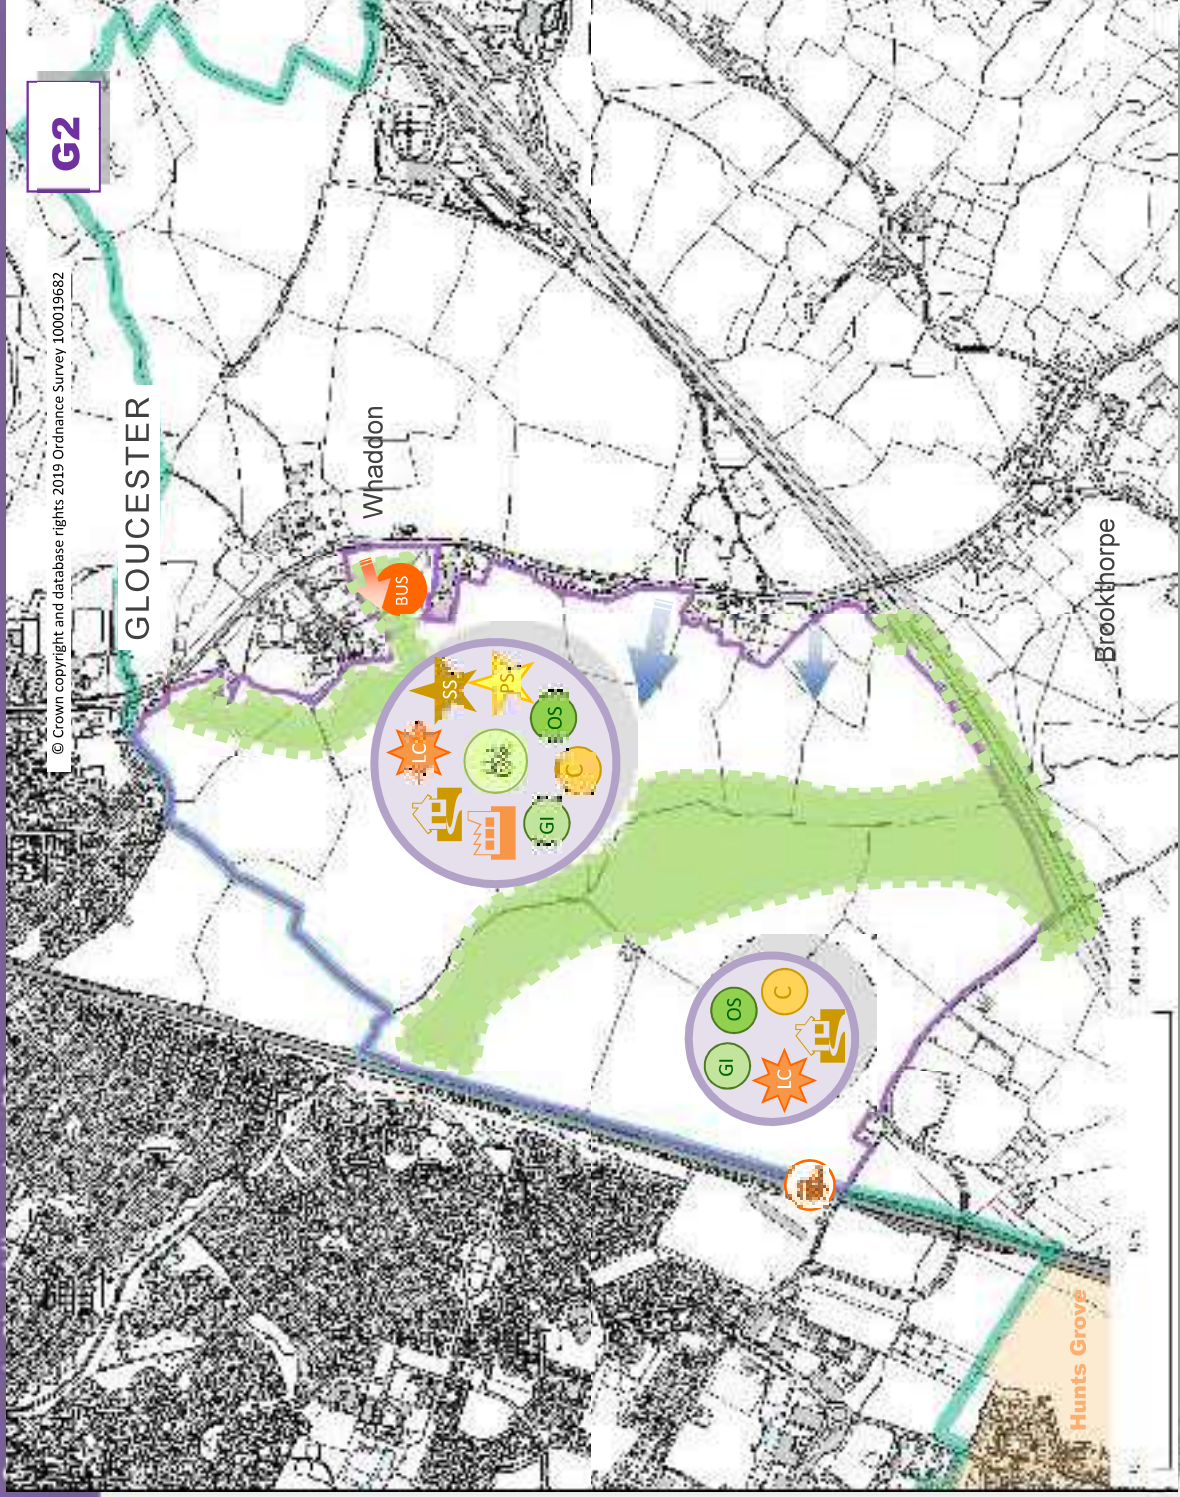 G2
© Crown copyright and database rights 2019 Ordnance Survey 100019682
GLOUCESTER
Whaddon
BUS
SS
PS
LC
OS
C
GI
Brookthorpe
OS
C
GI
LC
Hunts Grove